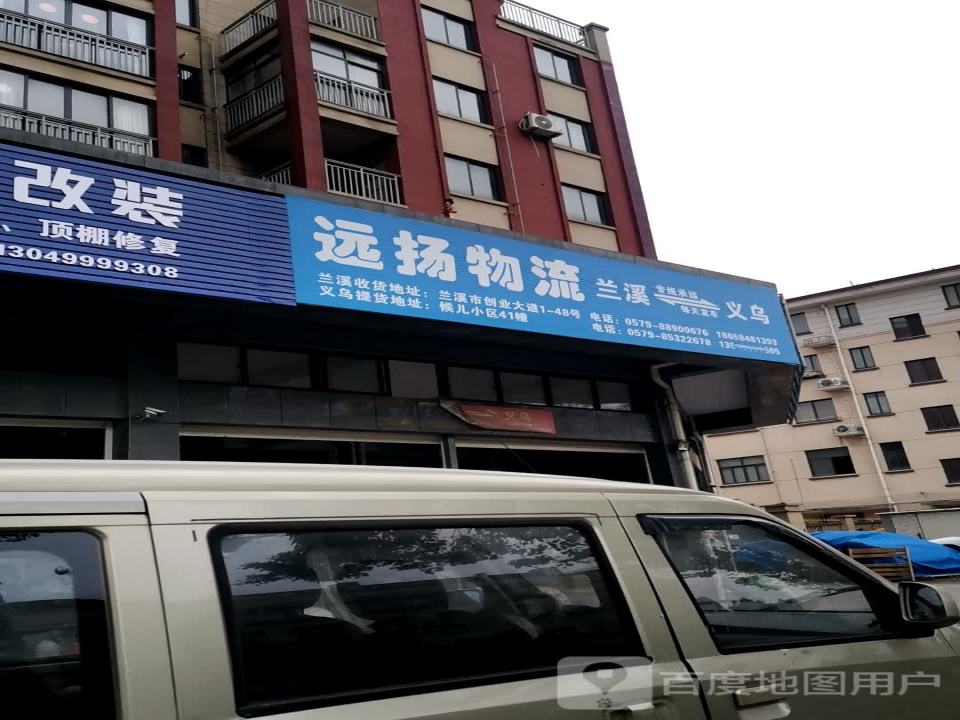 改装
、顶棚修复
13049999308
远扬物流
兰溪 专线承运 每天发车 义乌
兰溪收货地址：兰溪市创业大道1-48号 电话：0579-88900676 18058481393
义乌提货地址：候儿小区41幢 电话：0579-85322678
义乌
百度地图用户